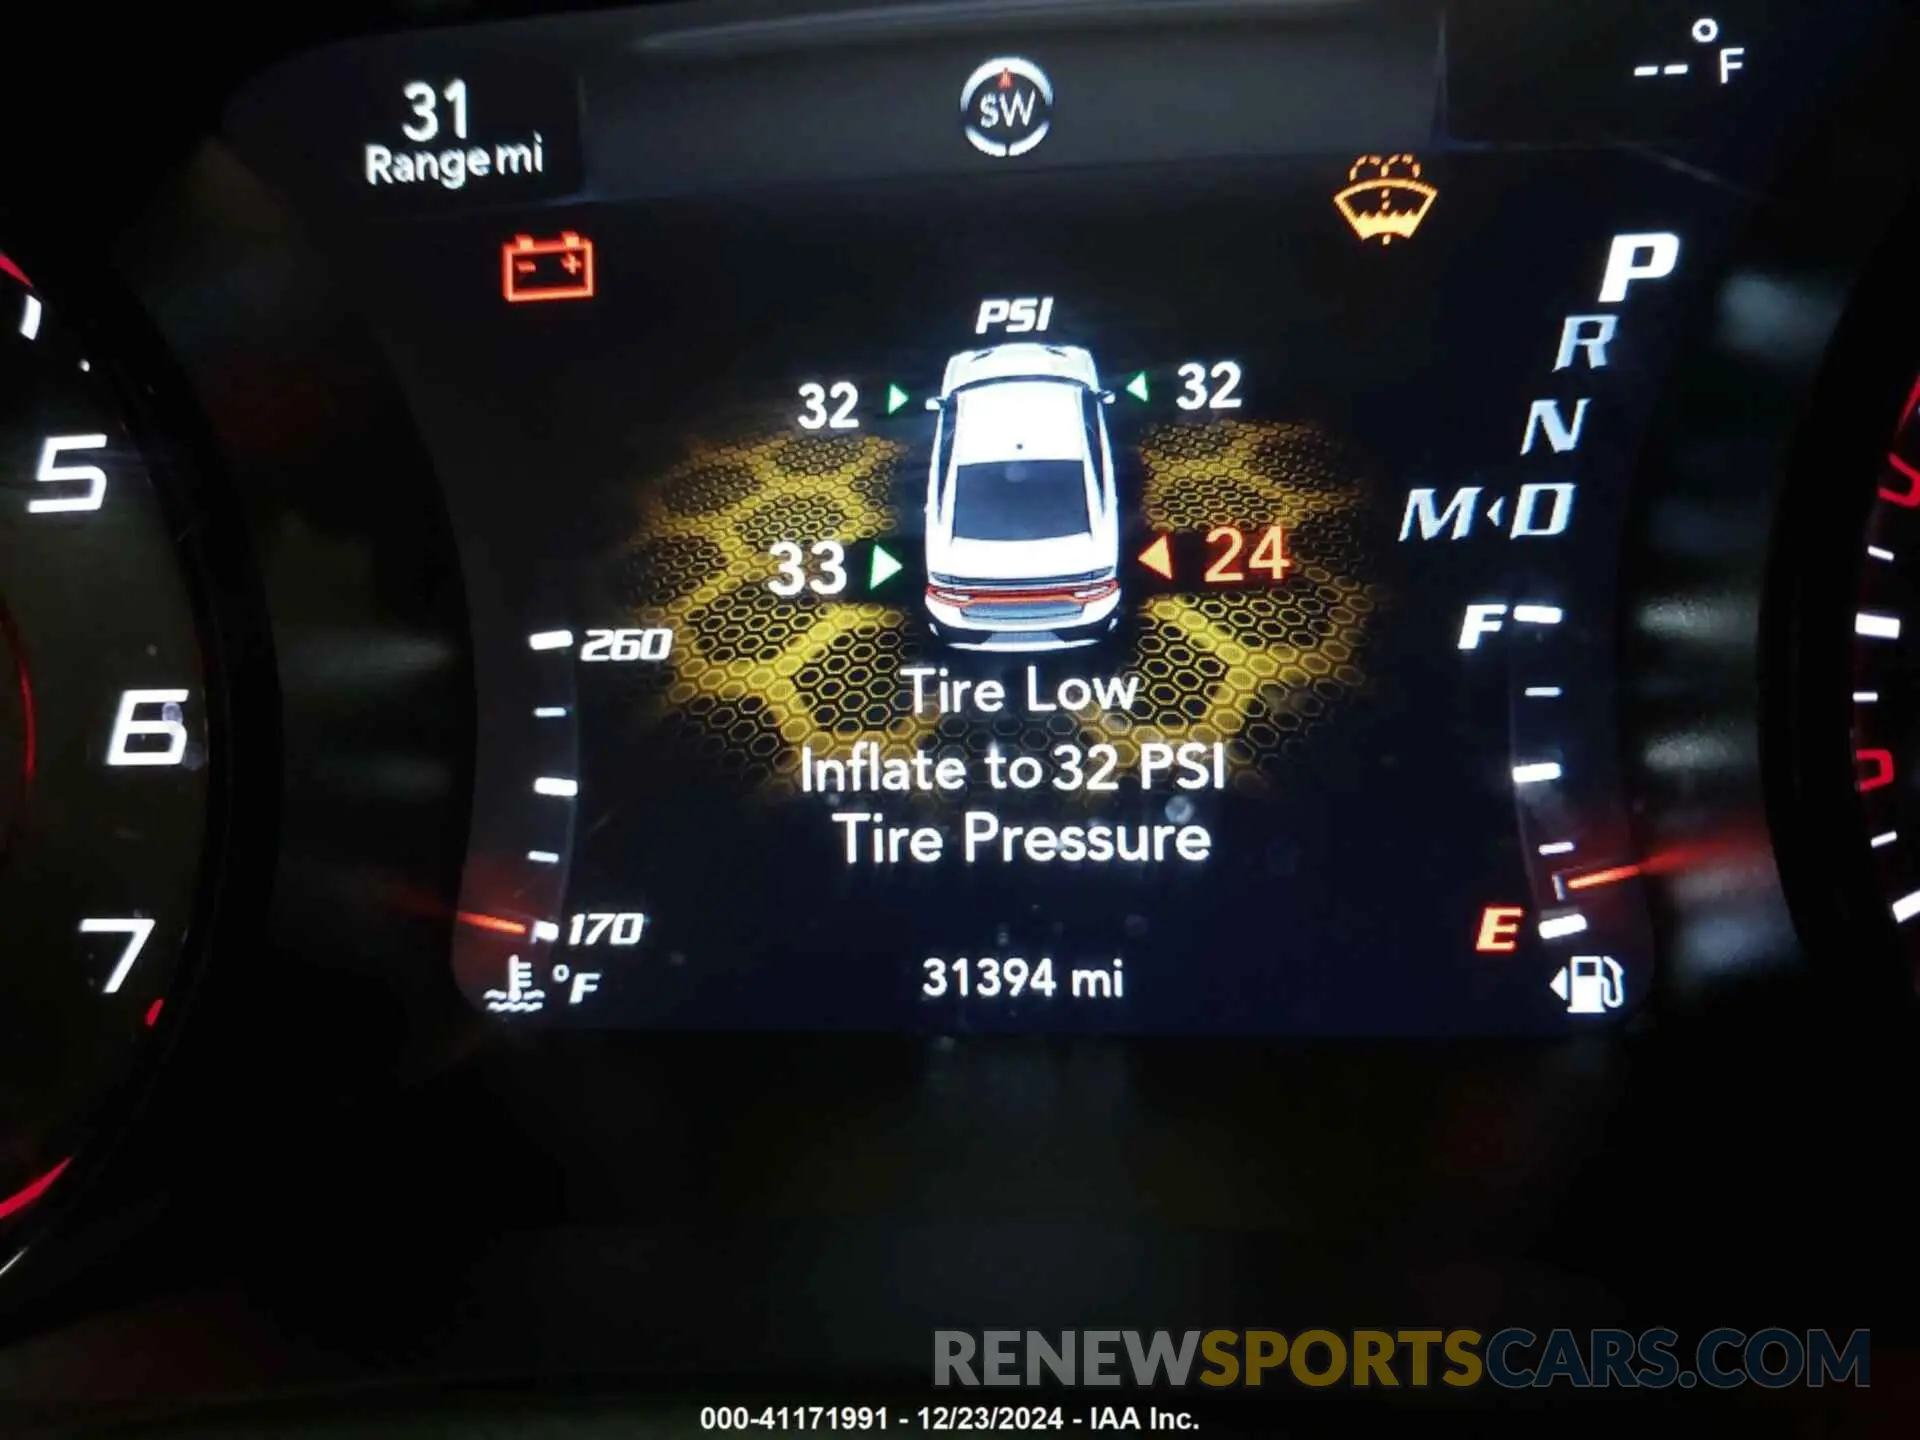 31
Range mi
SW
--°F
P
R
N
M D
PSI
32 32
33 24
Tire Low
Inflate to 32 PSI
Tire Pressure
31394 mi
260
170
°F
F
E
5
6
7
RENEWSPORTSCARS.COM
000-41171991 - 12/23/2024 - IAA Inc.